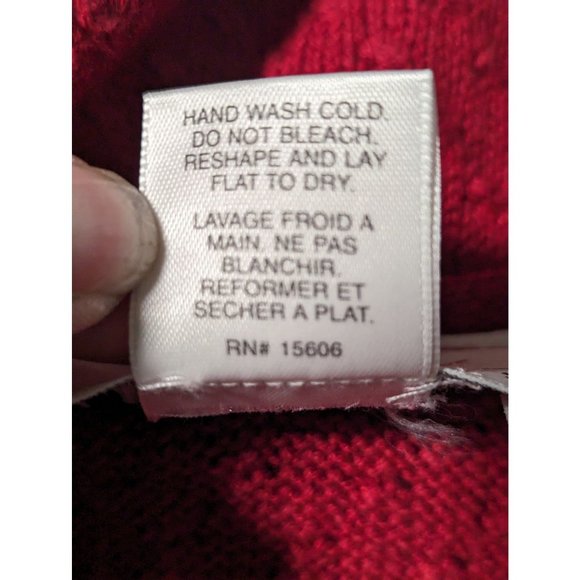 HAND WASH COLD.
DO NOT BLEACH.
RESHAPE AND LAY
FLAT TO DRY.
LAVAGE FROID A
MAIN. NE PAS
BLANCHIR.
REFORMER ET
SECHER A PLAT.
RN# 15606